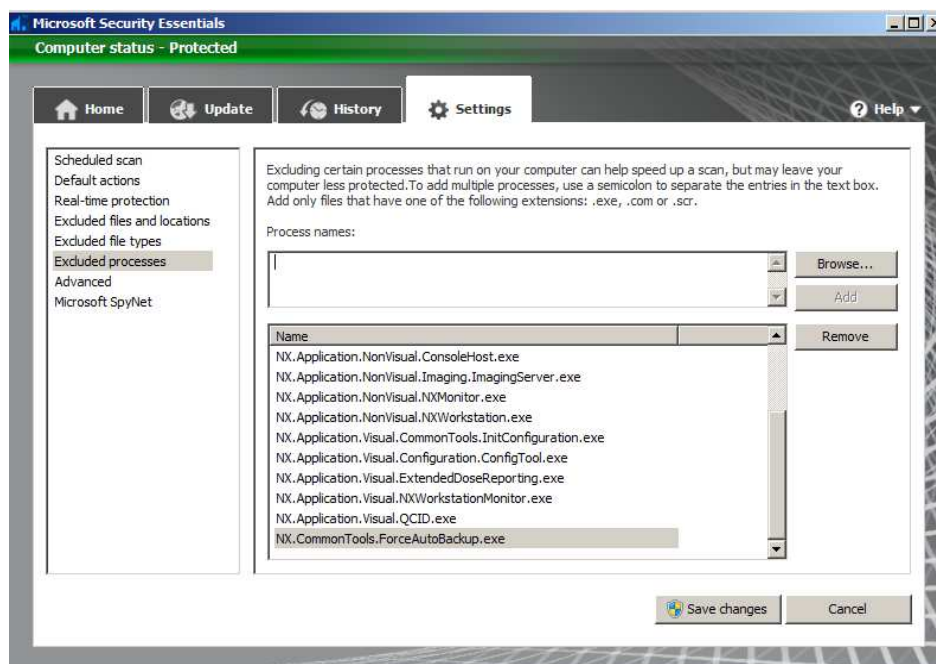 Microsoft Security Essentials
Computer status - Protected
Home
Update
History
Settings
Help
Scheduled scan
Default actions
Real-time protection
Excluded files and locations
Excluded file types
Excluded processes
Advanced
Microsoft SpyNet
Excluding certain processes that run on your computer can help speed up a scan, but may leave your
computer less protected.To add multiple processes, use a semicolon to separate the entries in the text box.
Add only files that have one of the following extensions: .exe, .com or .scr.
Process names:
Browse...
Add
Remove
Name
NX.Application.NonVisual.ConsoleHost.exe
NX.Application.NonVisual.Imaging.ImagingServer.exe
NX.Application.NonVisual.NXMonitor.exe
NX.Application.NonVisual.NXWorkstation.exe
NX.Application.Visual.CommonTools.InitConfiguration.exe
NX.Application.Visual.Configuration.ConfigTool.exe
NX.Application.Visual.ExtendedDoseReporting.exe
NX.Application.Visual.NXWorkstationMonitor.exe
NX.Application.Visual.QCID.exe
NX.CommonTools.ForceAutoBackup.exe
Save changes
Cancel